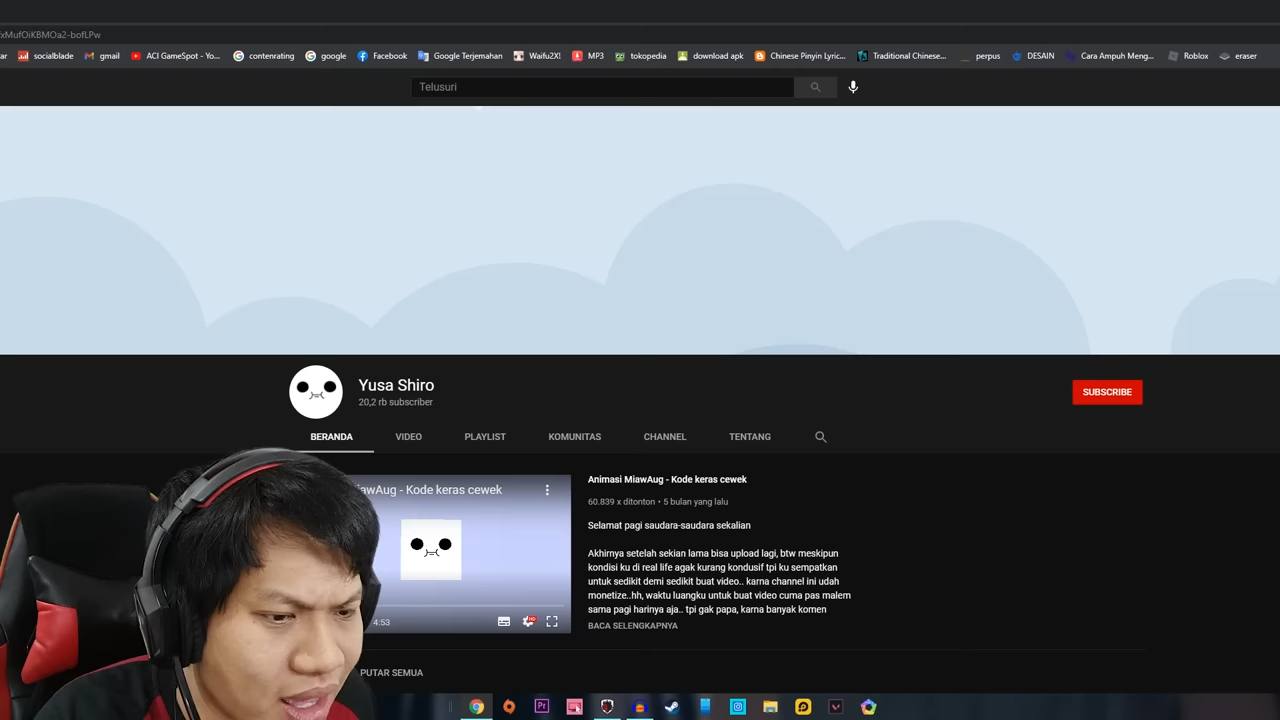 xMufOiKBMOa2-bofLPw
ar socialblade gmail ACI GameSpot - Yo... contenrating google Facebook Google Terjemahan Waifu2X! MP3 tokopedia download apk Chinese Pinyin Lyric... Traditional Chinese... perpus DESAIN Cara Ampuh Meng... Roblox eraser
Telusuri
Yusa Shiro
20,2 rb subscriber
SUBSCRIBE
BERANDA VIDEO PLAYLIST KOMUNITAS CHANNEL TENTANG
iawAug - Kode keras cewek
4:53
Animasi MiawAug - Kode keras cewek
60.839 x ditonton • 5 bulan yang lalu
Selamat pagi saudara-saudara sekalian
Akhirnya setelah sekian lama bisa upload lagi, btw meskipun
kondisi ku di real life agak kurang kondusif tpi ku sempatkan
untuk sedikit demi sedikit buat video.. karna channel ini udah
monetize..hh, waktu luangku untuk buat video cuma pas malem
sama pagi harinya aja.. tpi gak papa, karna banyak komen
BACA SELENGKAPNYA
PUTAR SEMUA
Pr